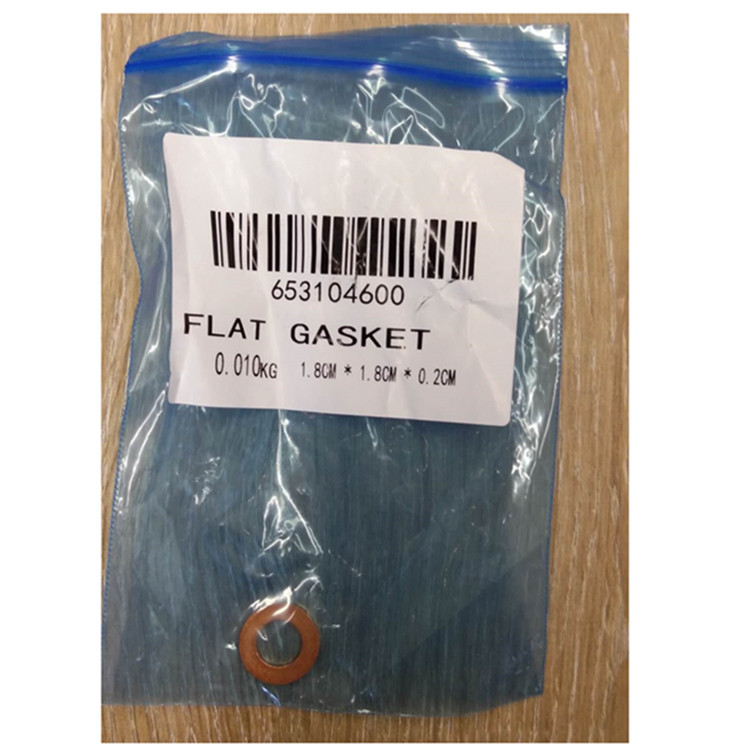 653104600
FLAT GASKET
0.010KG 1.8CM * 1.8CM * 0.2CM